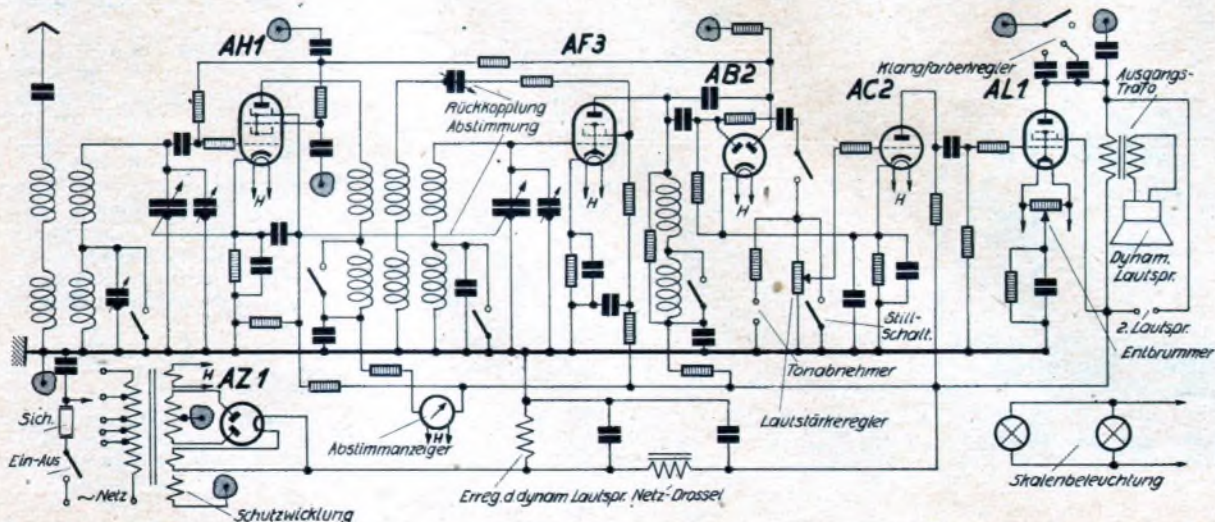 AH1
AF3
AB2
AC2
AL1
Klangfarbenregler
Ausgangs-
Trafo
Rückkopplung
Abstimmung
H
H
H
Dynam.
Lautspr.
2. Lautspr.
Entbrummer
Still-
Schalt.
Tonabnehmer
Lautstärkeregler
H
AZ1
Sich.
Ein-Aus
~Netz
Schutzwicklung
H
Abstimmanzeiger
Erreg. d dynam. Lautspr.
Netz-Drossel
Skalenbeleuchtung